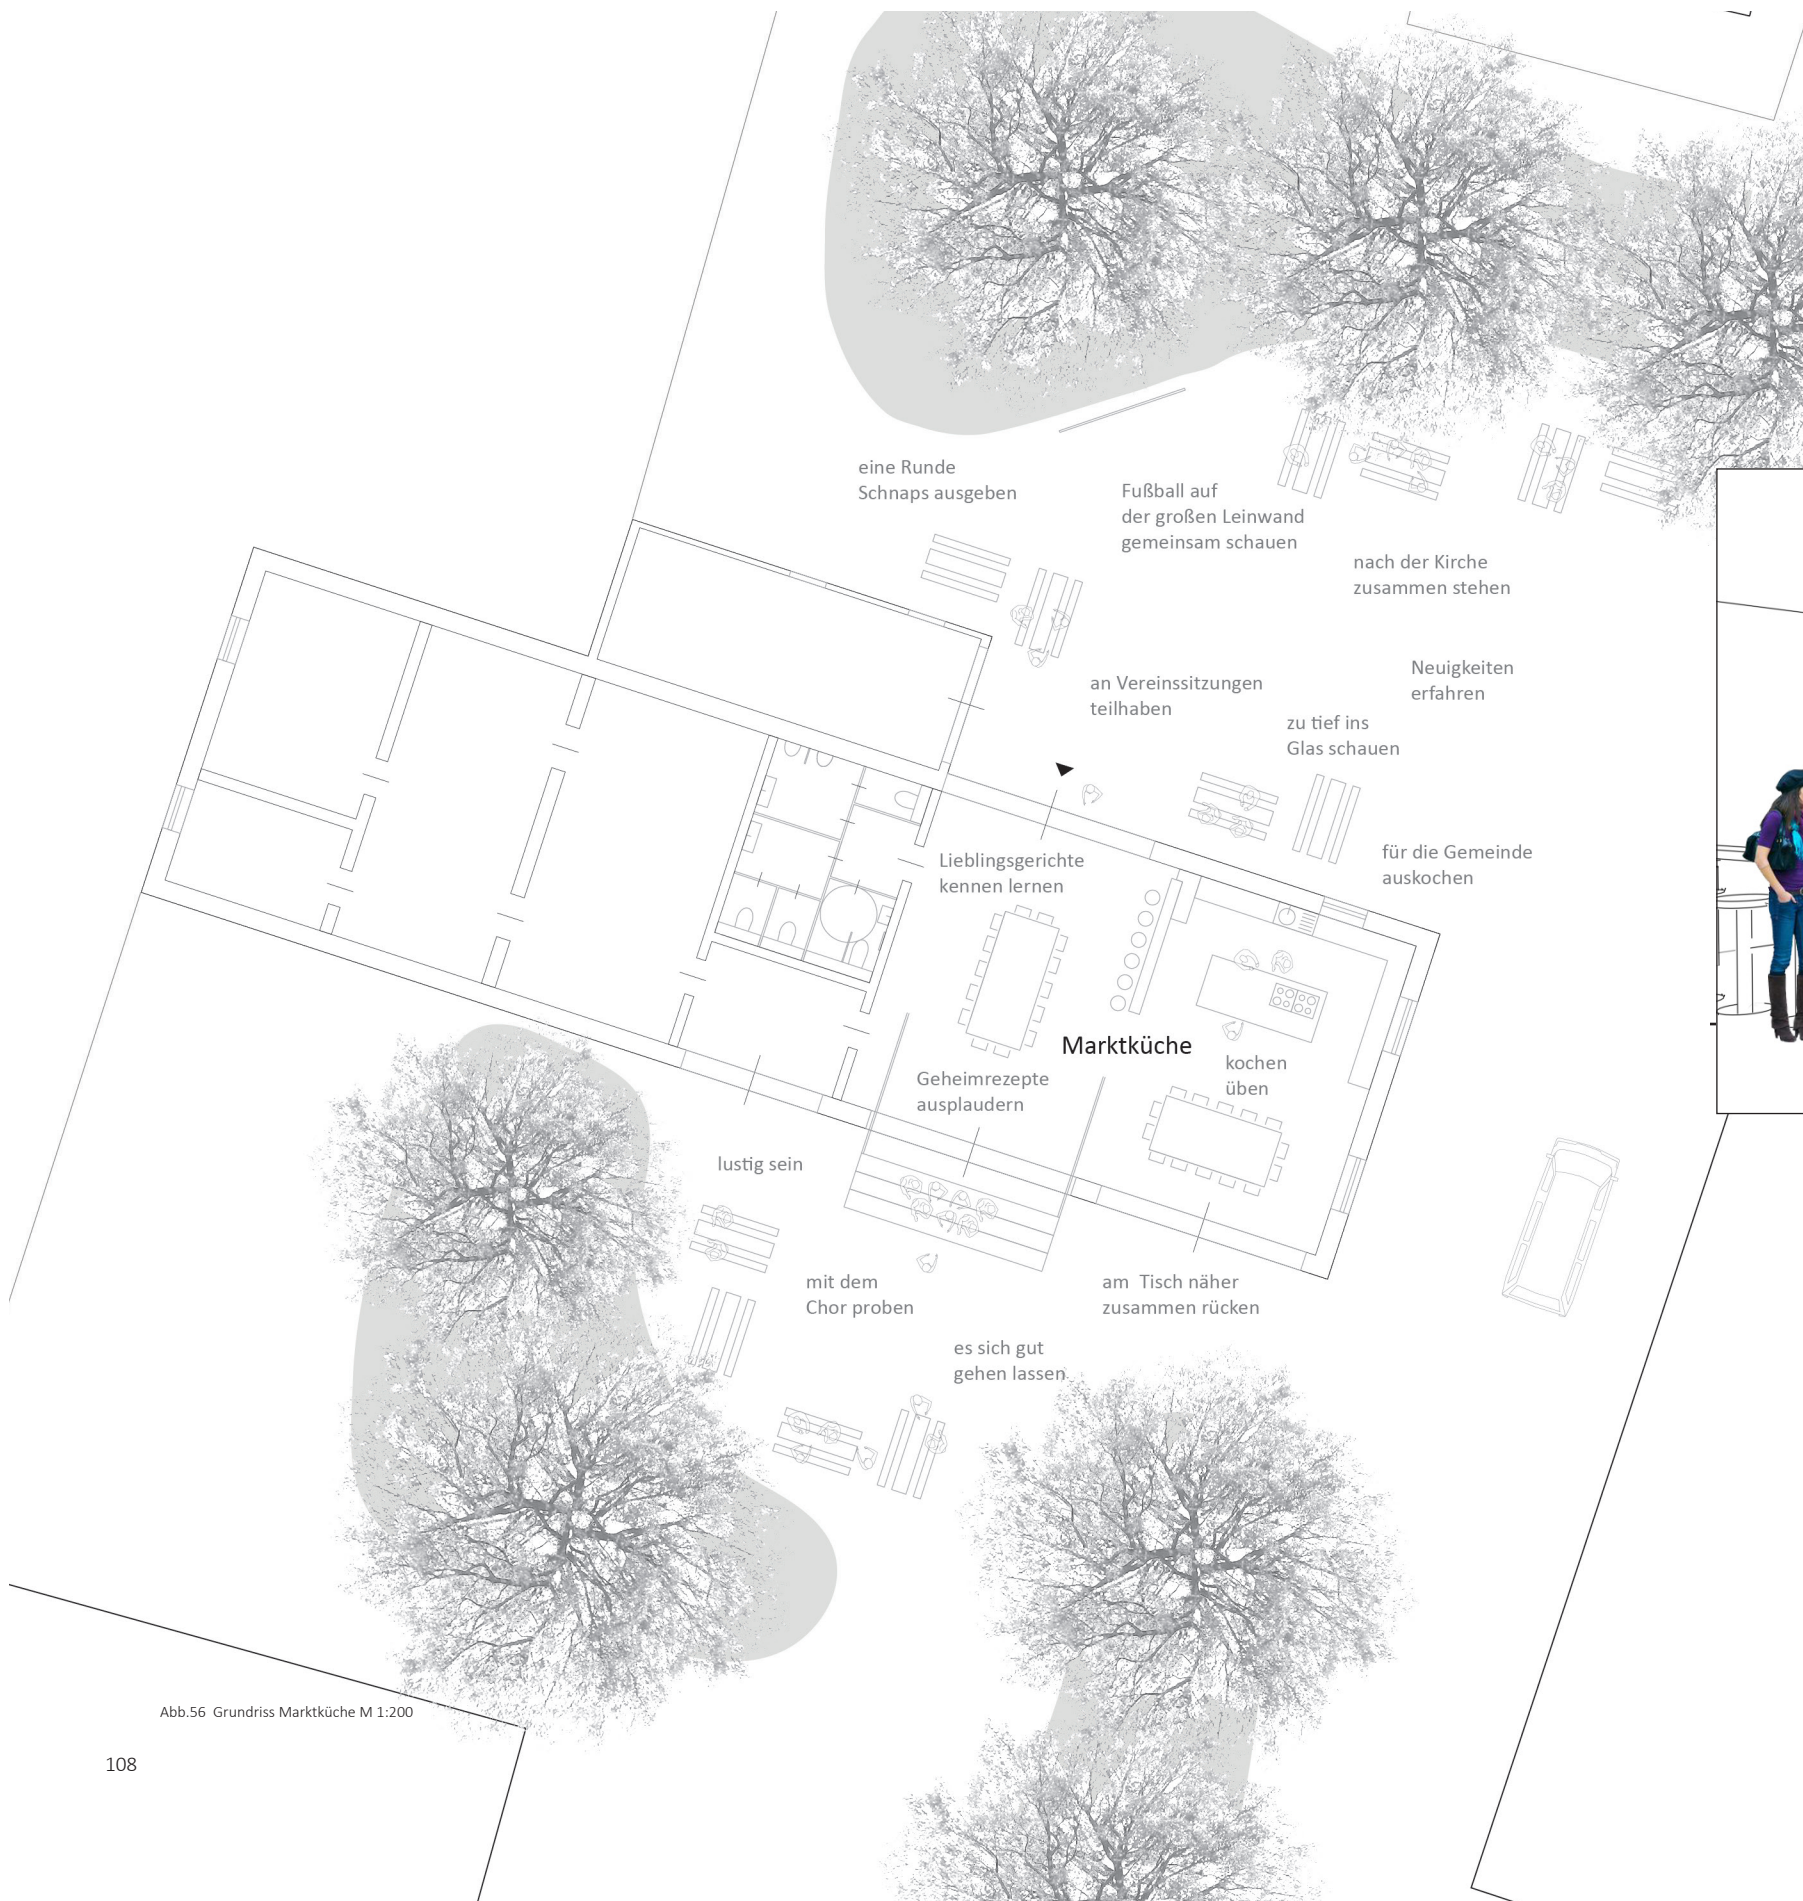 eine Runde
Schnaps ausgeben
Fußball auf
der großen Leinwand
gemeinsam schauen
nach der Kirche
zusammen stehen
an Vereinssitzungen
teilhaben
Neuigkeiten
erfahren
zu tief ins
Glas schauen
Lieblingsgerichte
kennen lernen
für die Gemeinde
auskochen
Marktküche
Geheimrezepte
ausplaudern
kochen
üben
lustig sein
mit dem
Chor proben
am Tisch näher
zusammen rücken
es sich gut
gehen lassen
Abb.56 Grundriss Marktküche M 1:200
108